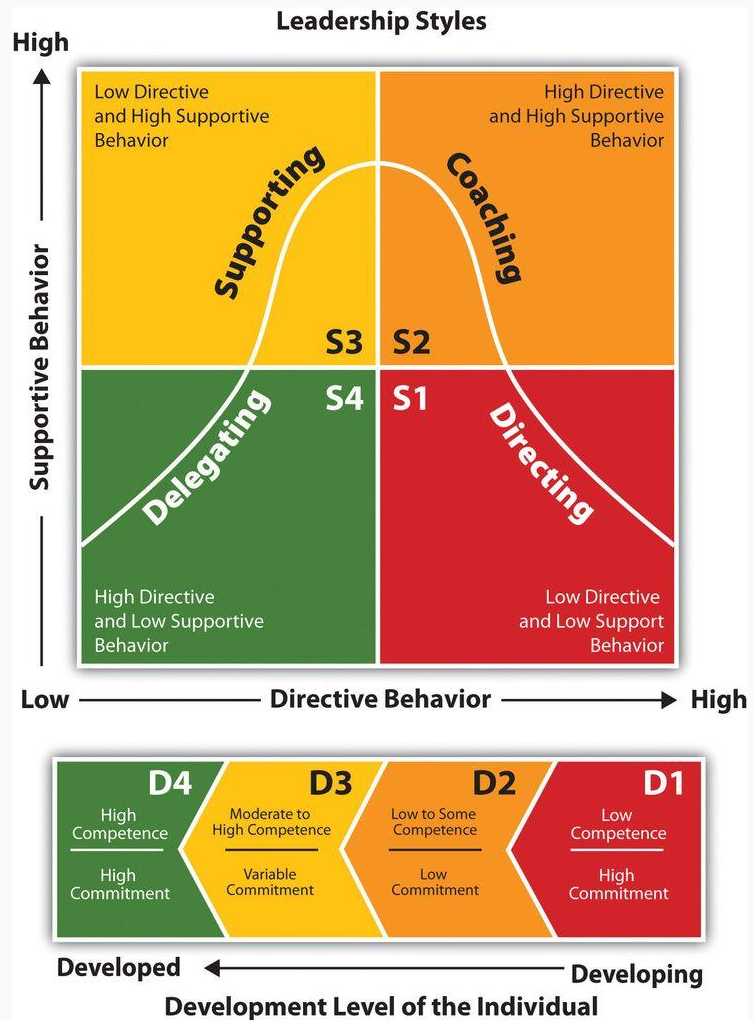 Leadership Styles
High
Low Directive
and High Supportive
Behavior
High Directive
and High Supportive
Behavior
Supporting
Coaching
Supportive Behavior
S3
S2
S4
S1
Delegating
Directing
High Directive
and Low Supportive
Behavior
Low Directive
and Low Support
Behavior
Low
Directive Behavior
High
D4
High
Competence
High
Commitment
D3
Moderate to
High Competence
Variable
Commitment
D2
Low to Some
Competence
Low
Commitment
D1
Low
Competence
High
Commitment
Developed
Developing
Development Level of the Individual